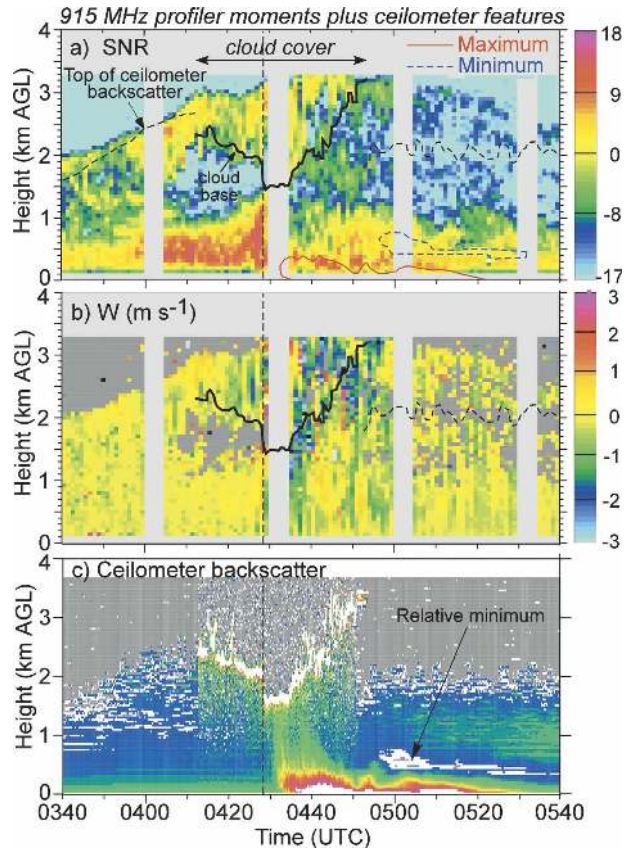 915 MHz profiler moments plus ceilometer features
a) SNR
cloud cover
Maximum
Minimum
Top of ceilometer
backscatter
cloud
base
Height (km AGL)
4
3
2
1
0
18
9
0
-8
-17
b) W (m s-1)
Height (km AGL)
4
3
2
1
0
3
2
1
0
-1
-2
-3
c) Ceilometer backscatter
Relative minimum
Height (km AGL)
4
3
2
1
0
0340 0400 0420 0440 0500 0520 0540
Time (UTC)